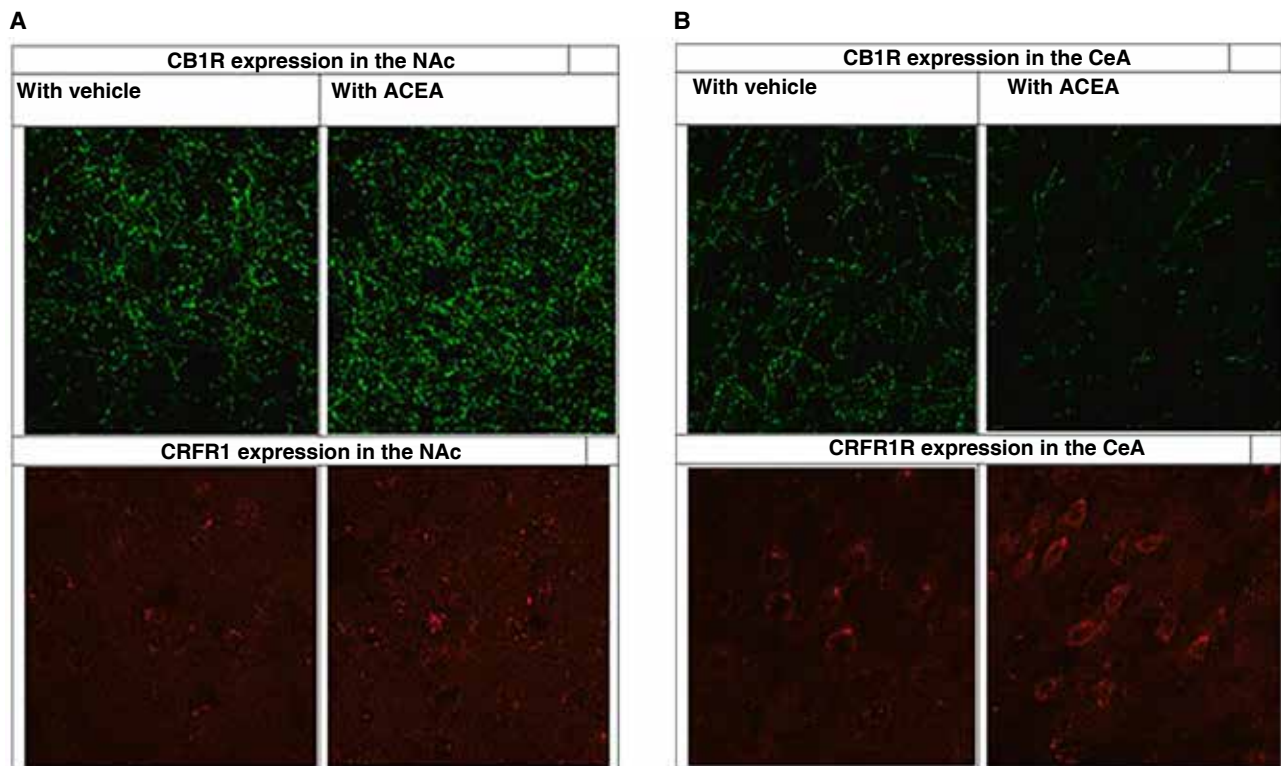 A
CB1R expression in the NAc
With vehicle
With ACEA
CRFR1 expression in the NAc
B
CB1R expression in the CeA
With vehicle
With ACEA
CRFR1R expression in the CeA